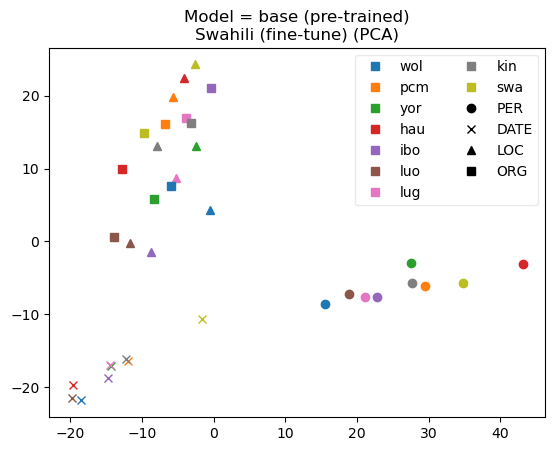 Model = base (pre-trained)
Swahili (fine-tune) (PCA)
wol
pcm
yor
hau
ibo
luo
lug
kin
swa
PER
DATE
LOC
ORG
20
10
0
−10
−20
−20
−10
0
10
20
30
40